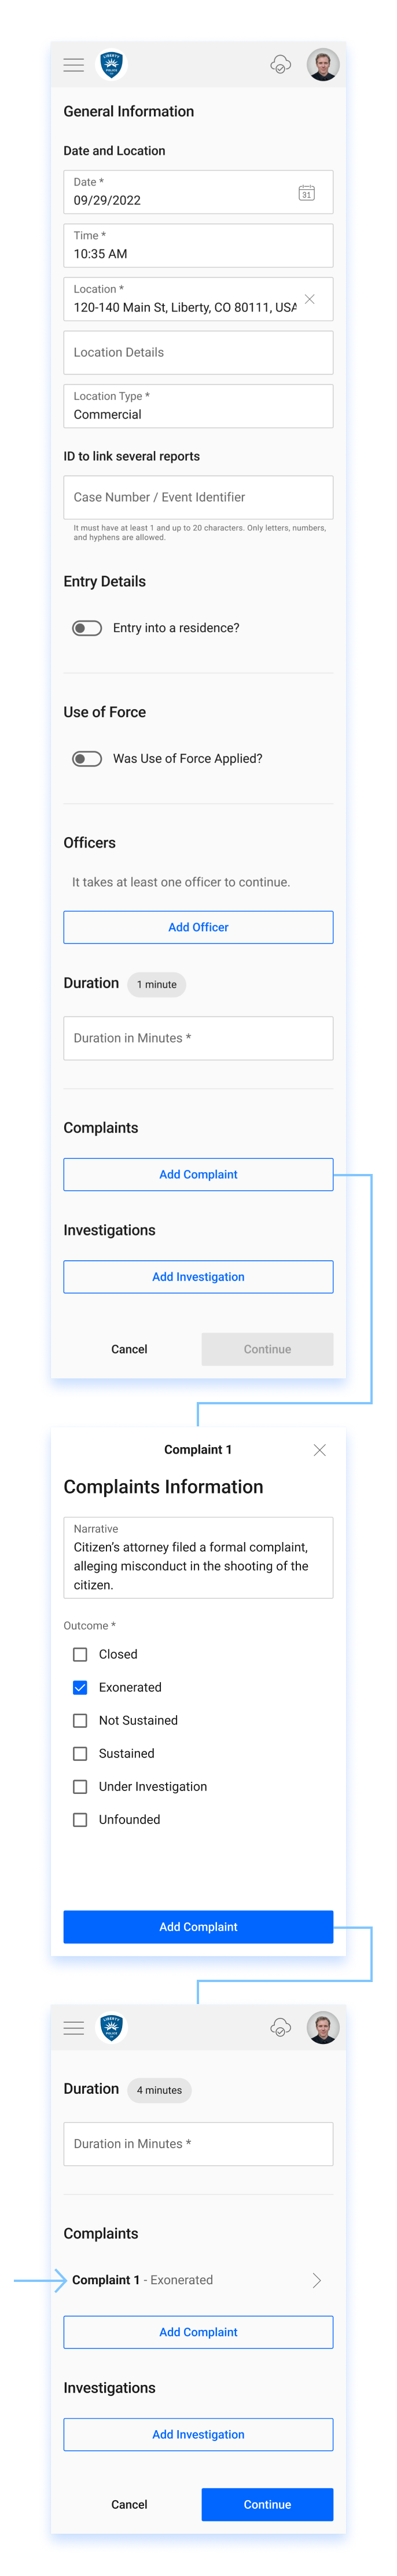 LIBERTY
POLICE
General Information
Date and Location
Date *
09/29/2022
31
Time *
10:35 AM
Location *
120-140 Main St, Liberty, CO 80111, USA
Location Details
Location Type *
Commercial
ID to link several reports
Case Number / Event Identifier
It must have at least 1 and up to 20 characters. Only letters, numbers,
and hyphens are allowed.
Entry Details
Entry into a residence?
Use of Force
Was Use of Force Applied?
Officers
It takes at least one officer to continue.
Add Officer
Duration 1 minute
Duration in Minutes *
Complaints
Add Complaint
Investigations
Add Investigation
Cancel Continue
Complaint 1
Complaints Information
Narrative
Citizen's attorney filed a formal complaint,
alleging misconduct in the shooting of the
citizen.
Outcome *
Closed
Exonerated
Not Sustained
Sustained
Under Investigation
Unfounded
Add Complaint
LIBERTY
POLICE
Duration 4 minutes
Duration in Minutes *
Complaints
Complaint 1 - Exonerated
Add Complaint
Investigations
Add Investigation
Cancel Continue